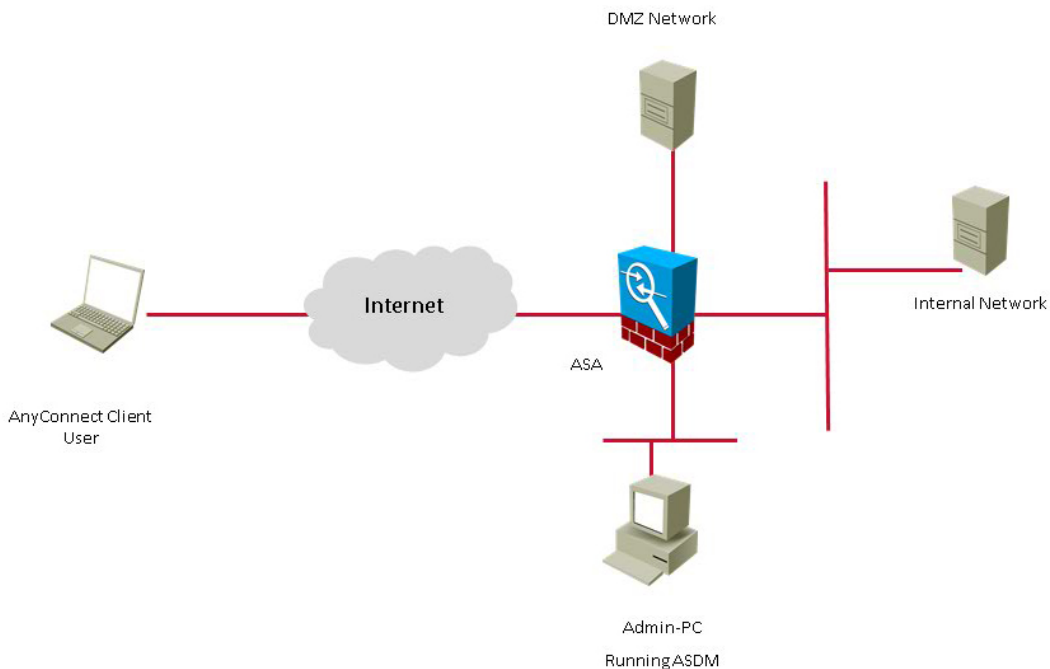 DMZ Network
Internet
Internal Network
ASA
AnyConnect Client
User
Admin-PC
Running ASDM